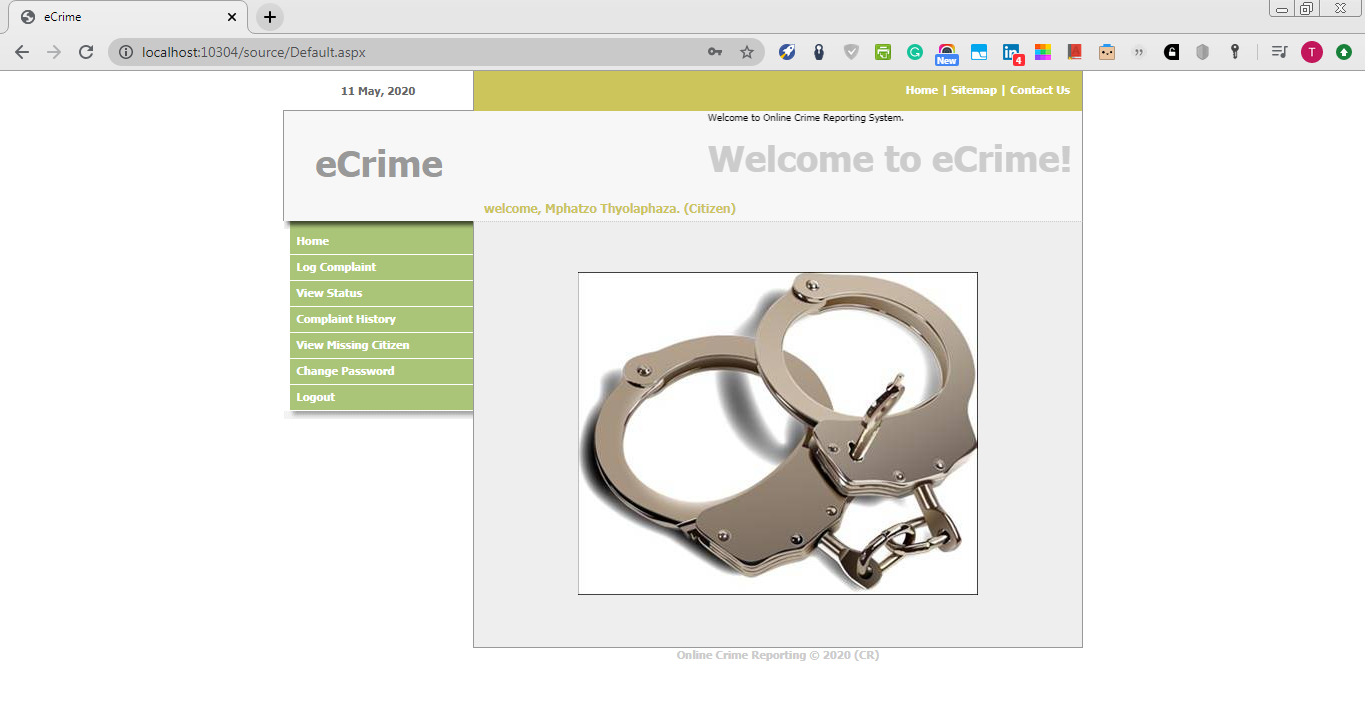 eCrime
localhost:10304/source/Default.aspx
New
4
T
11 May, 2020
Home | Sitemap | Contact Us
Welcome to Online Crime Reporting System.
eCrime
Welcome to eCrime!
welcome, Mphatzo Thyolaphaza. (Citizen)
Home
Log Complaint
View Status
Complaint History
View Missing Citizen
Change Password
Logout
Online Crime Reporting © 2020 (CR)